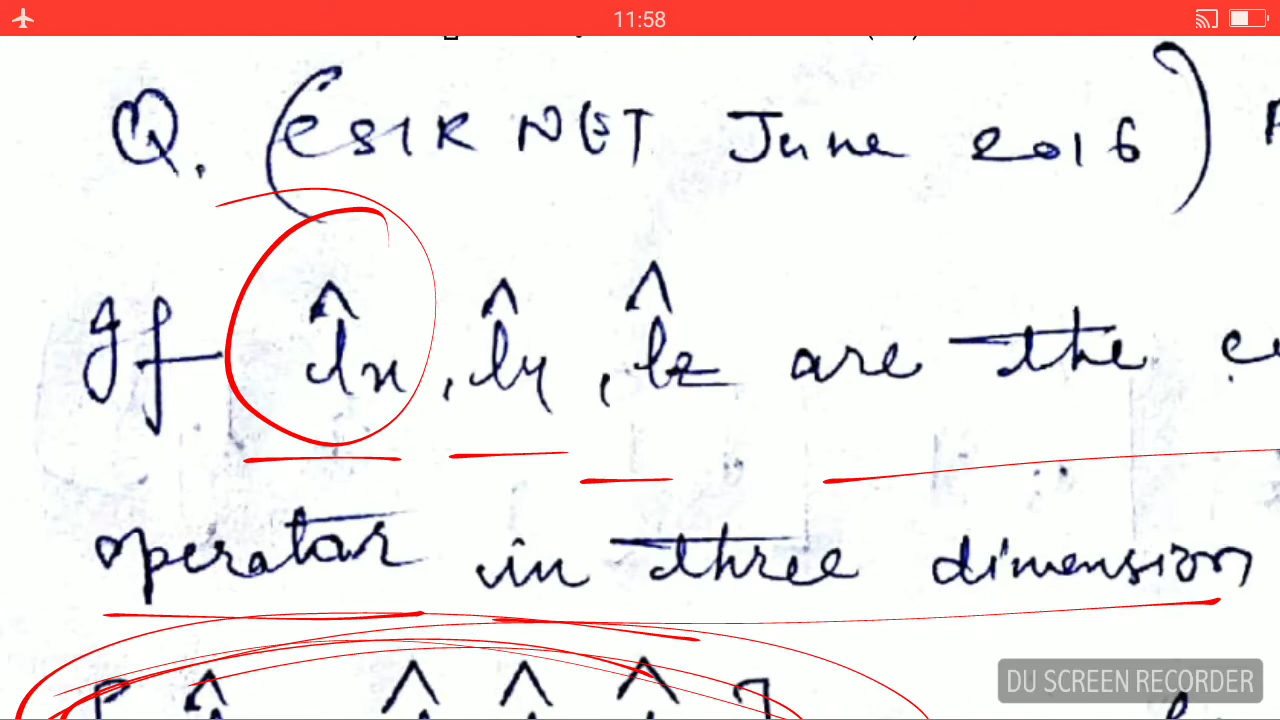 11:58
Q. (CSIR NET June 2016)
If l̂x, l̂y, l̂z are the
operator in three dimension
DU SCREEN RECORDER